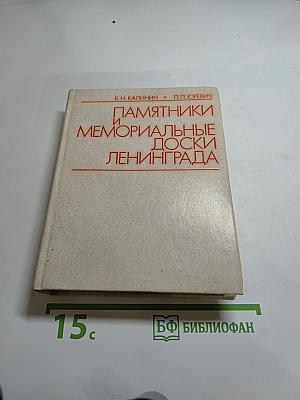 Б. Н. КАЛИНИН • П. П. ЮРЕВИЧ
ПАМЯТНИКИ
И
МЕМОРИАЛЬНЫЕ
ДОСКИ
ЛЕНИНГРАДА
15с
БФ БИБЛИОФАН